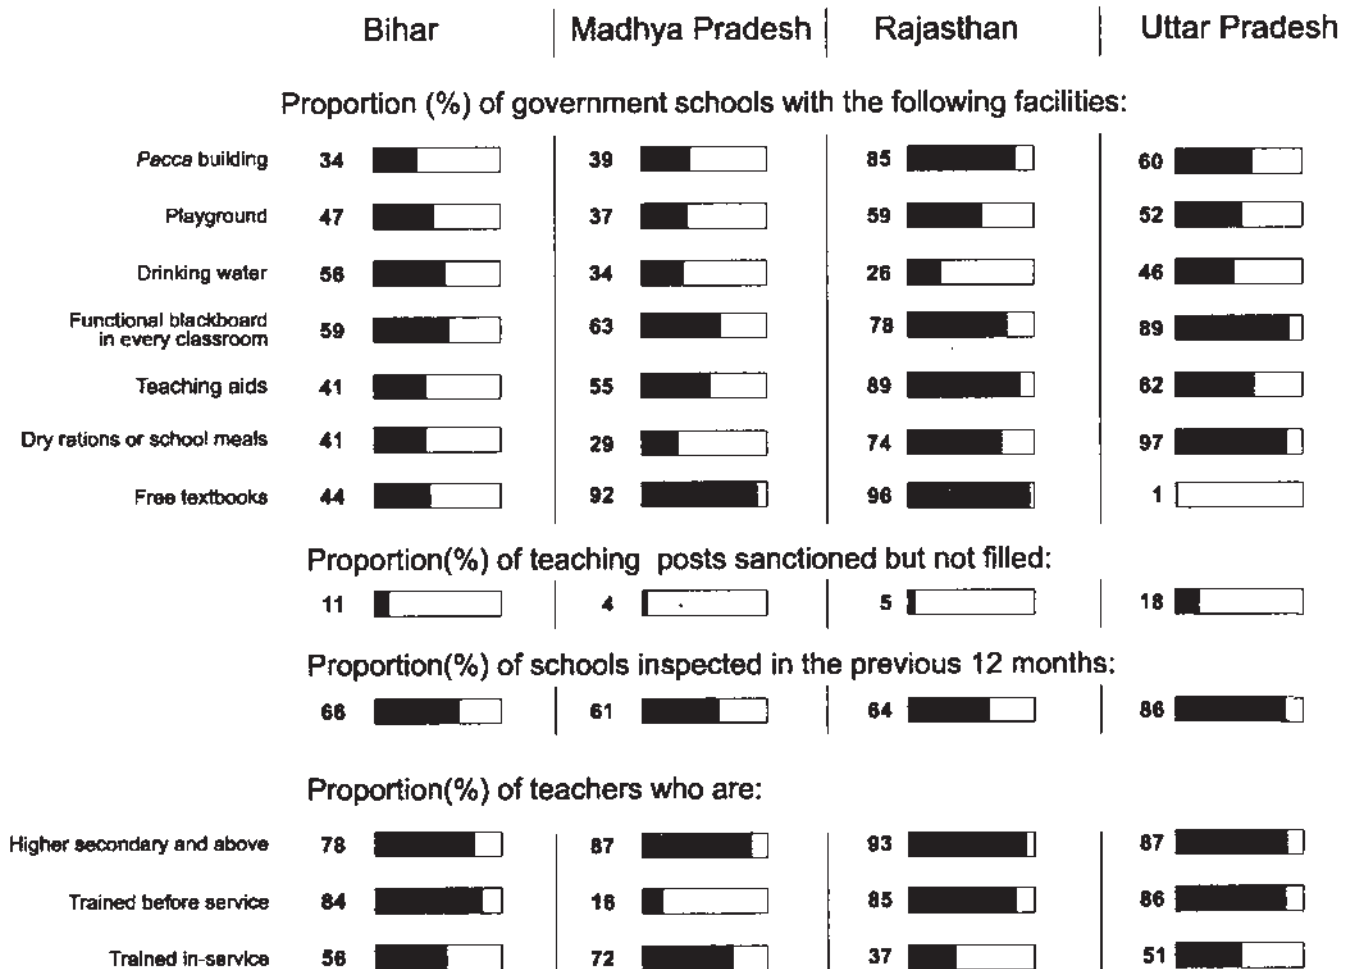 Bihar Madhya Pradesh Rajasthan Uttar Pradesh
Proportion (%) of government schools with the following facilities:
Pacca building 34 39 85 60
Playground 47 37 59 52
Drinking water 56 34 26 46
Functional blackboard
in every classroom 59 63 78 89
Teaching aids 41 55 89 62
Dry rations or school meals 41 29 74 97
Free textbooks 44 92 96 1
Proportion(%) of teaching posts sanctioned but not filled:
11 4 5 18
Proportion(%) of schools inspected in the previous 12 months:
66 61 64 86
Proportion(%) of teachers who are:
Higher secondary and above 78 87 93 87
Trained before service 84 16 85 86
Trained in-service 56 72 37 51